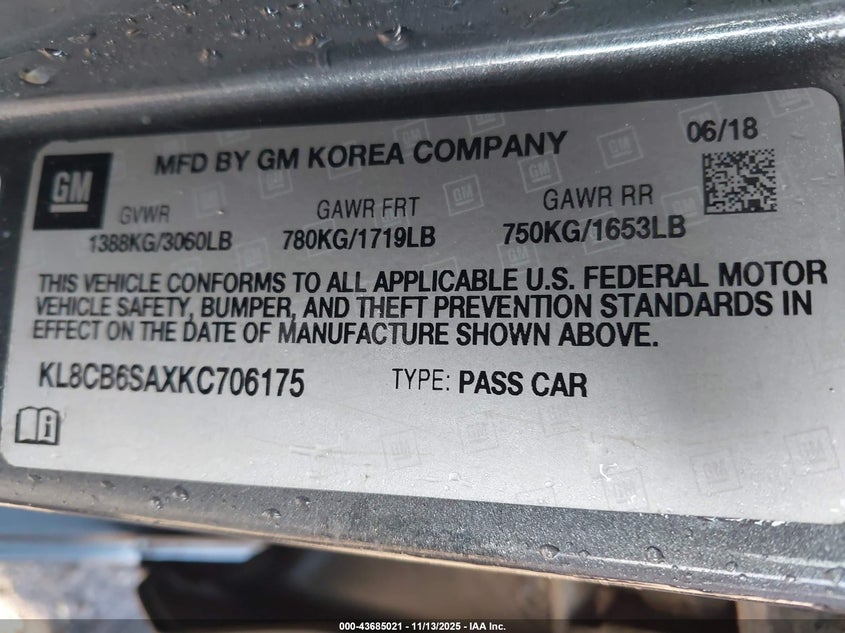 MFD BY GM KOREA COMPANY 06/18
GM
GVWR GAWR FRT GAWR RR
1388KG/3060LB 780KG/1719LB 750KG/1653LB
THIS VEHICLE CONFORMS TO ALL APPLICABLE U.S. FEDERAL MOTOR
VEHICLE SAFETY, BUMPER, AND THEFT PREVENTION STANDARDS IN
EFFECT ON THE DATE OF MANUFACTURE SHOWN ABOVE.
KL8CB6SAXKC706175 TYPE: PASS CAR
000-43685021 - 11/13/2025 - IAA Inc.